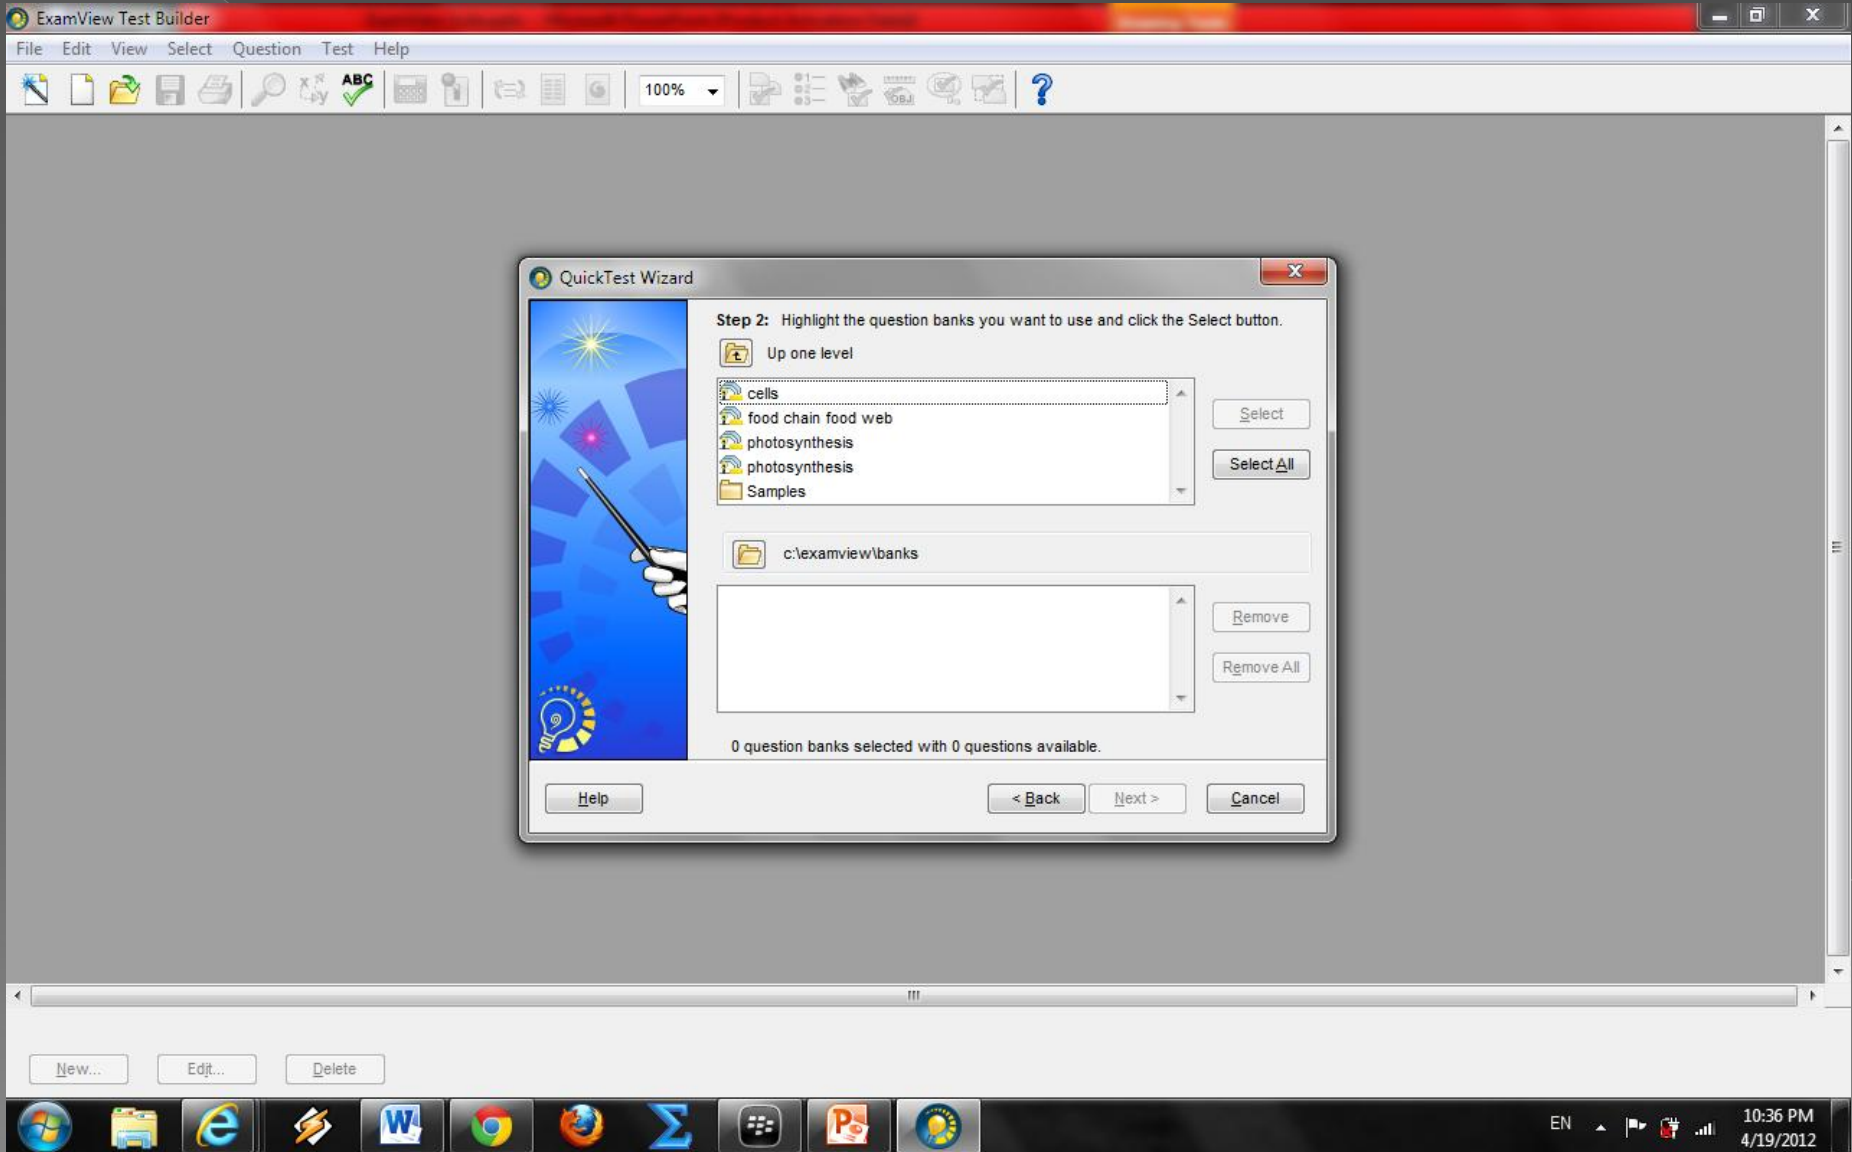 ExamView Test Builder
File Edit View Select Question Test Help
ABC
100%
OBJ
QuickTest Wizard
Step 2: Highlight the question banks you want to use and click the Select button.
Up one level
cells
food chain food web
photosynthesis
photosynthesis
Samples
Select
Select All
c:\examview\banks
Remove
Remove All
0 question banks selected with 0 questions available.
Help
< Back
Next >
Cancel
New...
Edit...
Delete
EN
10:36 PM
4/19/2012